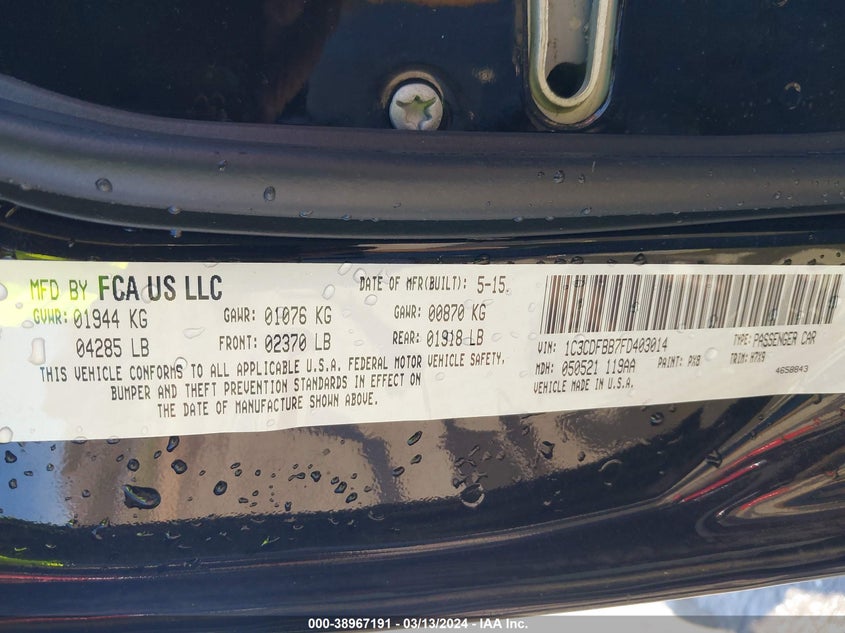 MFD BY FCA US LLC DATE OF MFR(BUILT): 5-15.
GVWR: 01944 KG GAWR: 01076 KG GAWR: 00870 KG
04285 LB FRONT: 02370 LB REAR: 01918 LB
THIS VEHICLE CONFORMS TO ALL APPLICABLE U.S.A. FEDERAL MOTOR VEHICLE SAFETY,
BUMPER AND THEFT PREVENTION STANDARDS IN EFFECT ON
THE DATE OF MANUFACTURE SHOWN ABOVE.
VIN: 1C3CDFBB7FD403014 TYPE: PASSENGER CAR
MDH: 050521 119AA PAINT: PX8 TRIM: H7X9
VEHICLE MADE IN U.S.A. 4658843
000-38967191 - 03/13/2024 - IAA Inc.